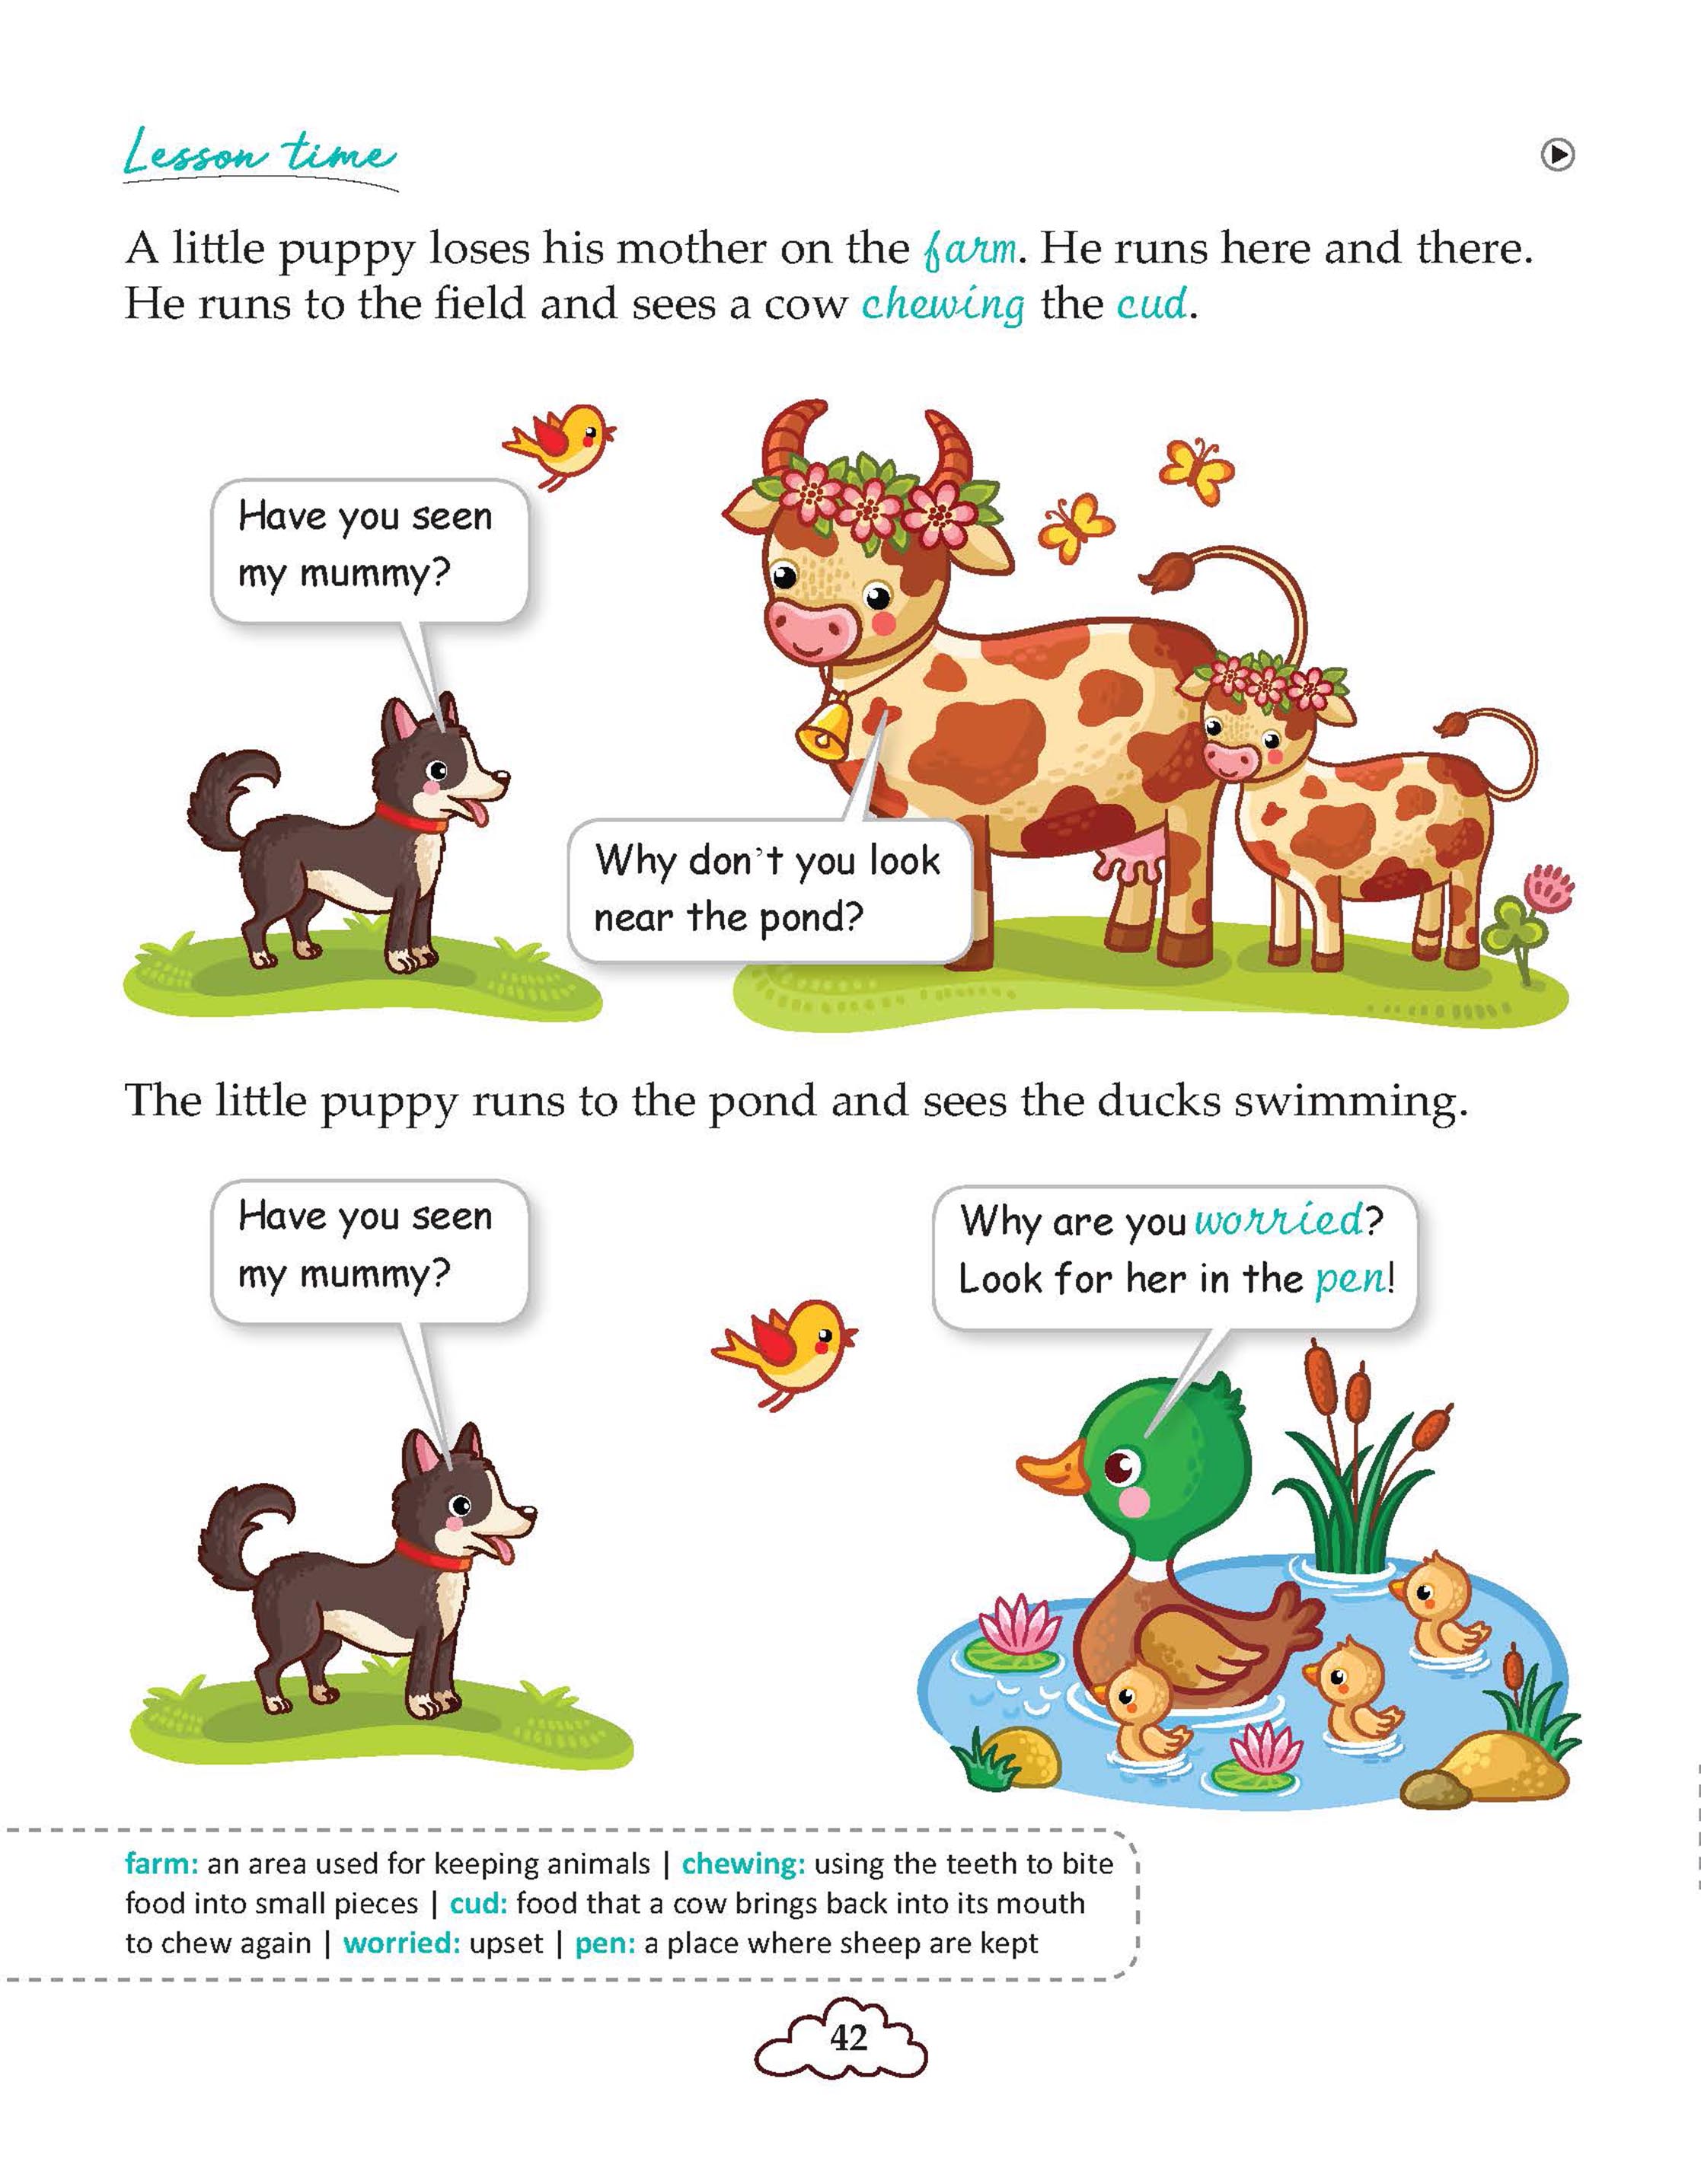 Lesson time
A little puppy loses his mother on the farm. He runs here and there.
He runs to the field and sees a cow chewing the cud.
Have you seen
my mummy?
Why don't you look
near the pond?
The little puppy runs to the pond and sees the ducks swimming.
Have you seen
my mummy?
Why are you worried?
Look for her in the pen!
farm: an area used for keeping animals | chewing: using the teeth to bite
food into small pieces | cud: food that a cow brings back into its mouth
to chew again | worried: upset | pen: a place where sheep are kept
42